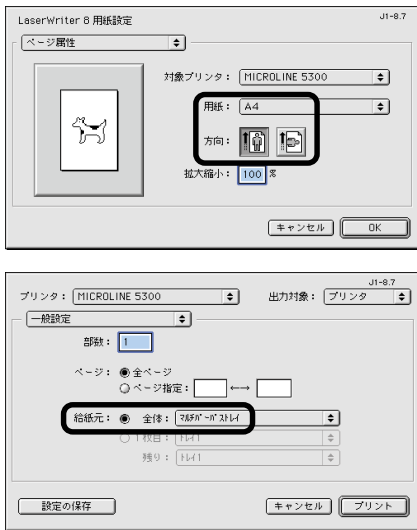 LaserWriter 8 用紙設定
J1-8.7
ページ属性
対象プリンタ： MICROLINE 5300
用紙： A4
方向：
拡大縮小： 100 %
キャンセル OK
J1-8.7
プリンタ： MICROLINE 5300 出力対象： プリンタ
一般設定
部数： 1
ページ： 全ページ
ページ指定：
給紙元： 全体： ﾏﾙﾁﾊﾟｰﾊﾟｽﾄﾚｲ
1枚目： ﾄﾚｲ1
残り： ﾄﾚｲ1
設定の保存 キャンセル プリント